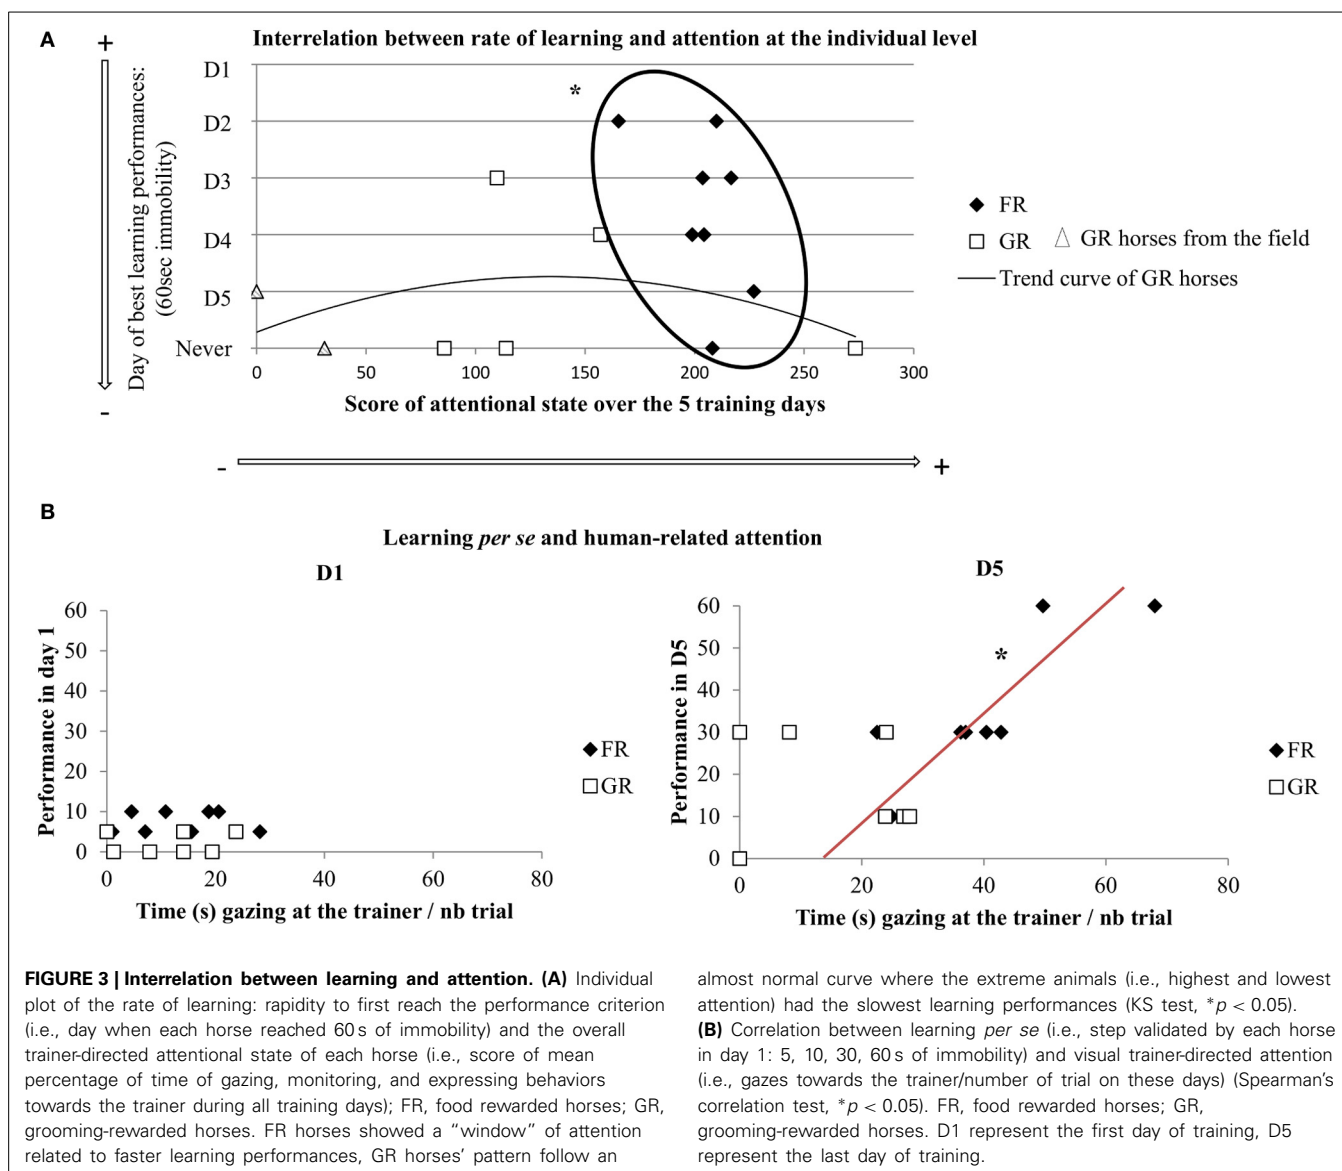 A
+
Interrelation between rate of learning and attention at the individual level
Day of best learning performances:
(60sec immobility)
D1
*
D2
D3
D4
D5
Never
0 50 100 150 200 250 300
Score of attentional state over the 5 training days
-
- +
FR
GR GR horses from the field
Trend curve of GR horses
B
Learning per se and human-related attention
D1
Performance in day 1
60
50
40
30
20
10
0
0 20 40 60 80
Time (s) gazing at the trainer / nb trial
FR
GR
D5
Performance in D5
60
50
40
30
20
10
0
*
0 20 40 60 80
Time (s) gazing at the trainer / nb trial
FR
GR
FIGURE 3 | Interrelation between learning and attention. (A) Individual
plot of the rate of learning: rapidity to first reach the performance criterion
(i.e., day when each horse reached 60 s of immobility) and the overall
trainer-directed attentional state of each horse (i.e., score of mean
percentage of time of gazing, monitoring, and expressing behaviors
towards the trainer during all training days); FR, food rewarded horses; GR,
grooming-rewarded horses. FR horses showed a “window” of attention
related to faster learning performances, GR horses’ pattern follow an
almost normal curve where the extreme animals (i.e., highest and lowest
attention) had the slowest learning performances (KS test, *p < 0.05).
(B) Correlation between learning per se (i.e., step validated by each horse
in day 1: 5, 10, 30, 60 s of immobility) and visual trainer-directed attention
(i.e., gazes towards the trainer/number of trial on these days) (Spearman’s
correlation test, *p < 0.05). FR, food rewarded horses; GR,
grooming-rewarded horses. D1 represent the first day of training, D5
represent the last day of training.